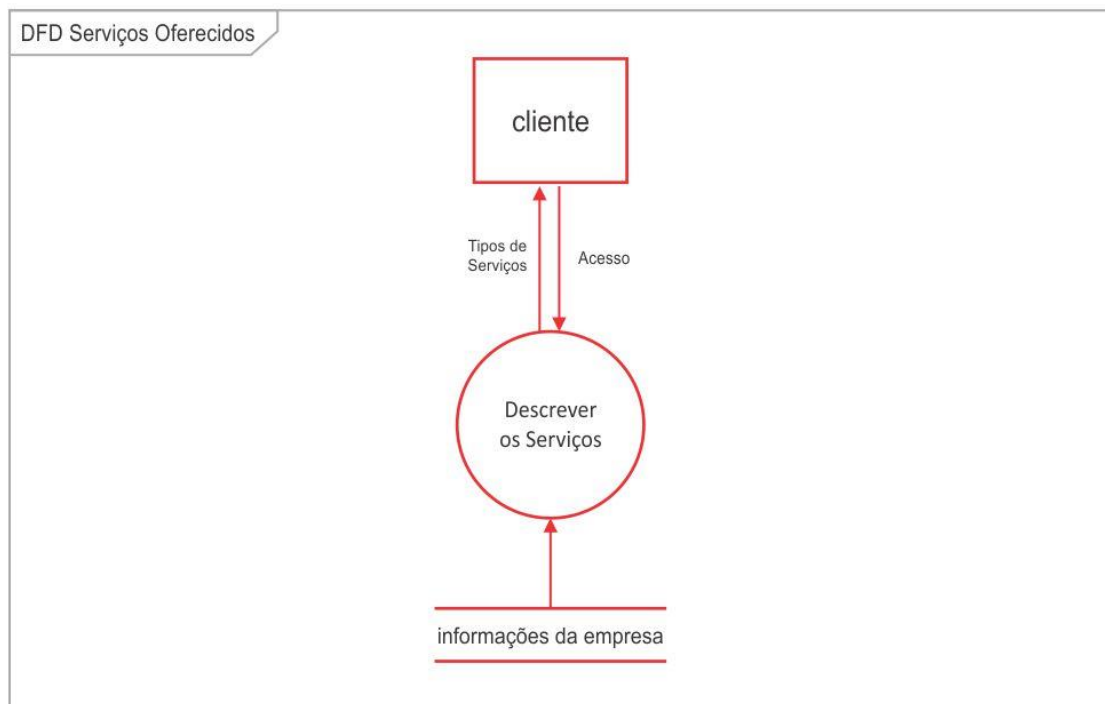 DFD Serviços Oferecidos
cliente
Tipos de
Serviços
Acesso
Descrever
os Serviços
informações da empresa